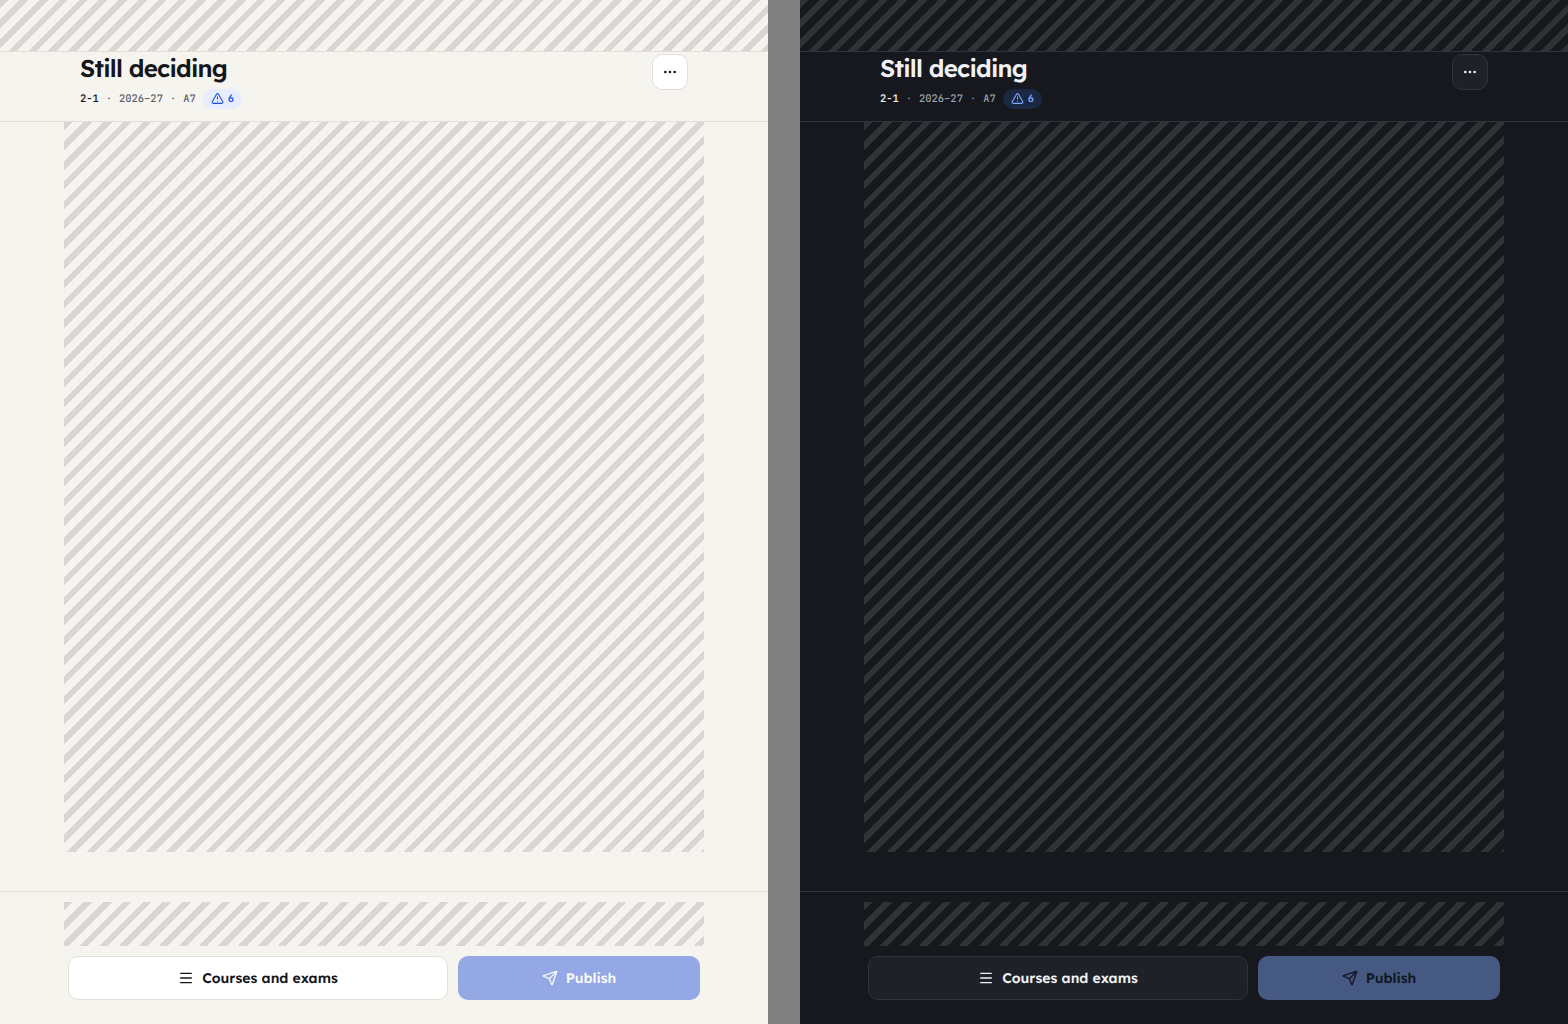 Still deciding
2-1 · 2026–27 · A7 6
Courses and exams
Publish
Still deciding
2-1 · 2026–27 · A7 6
Courses and exams
Publish